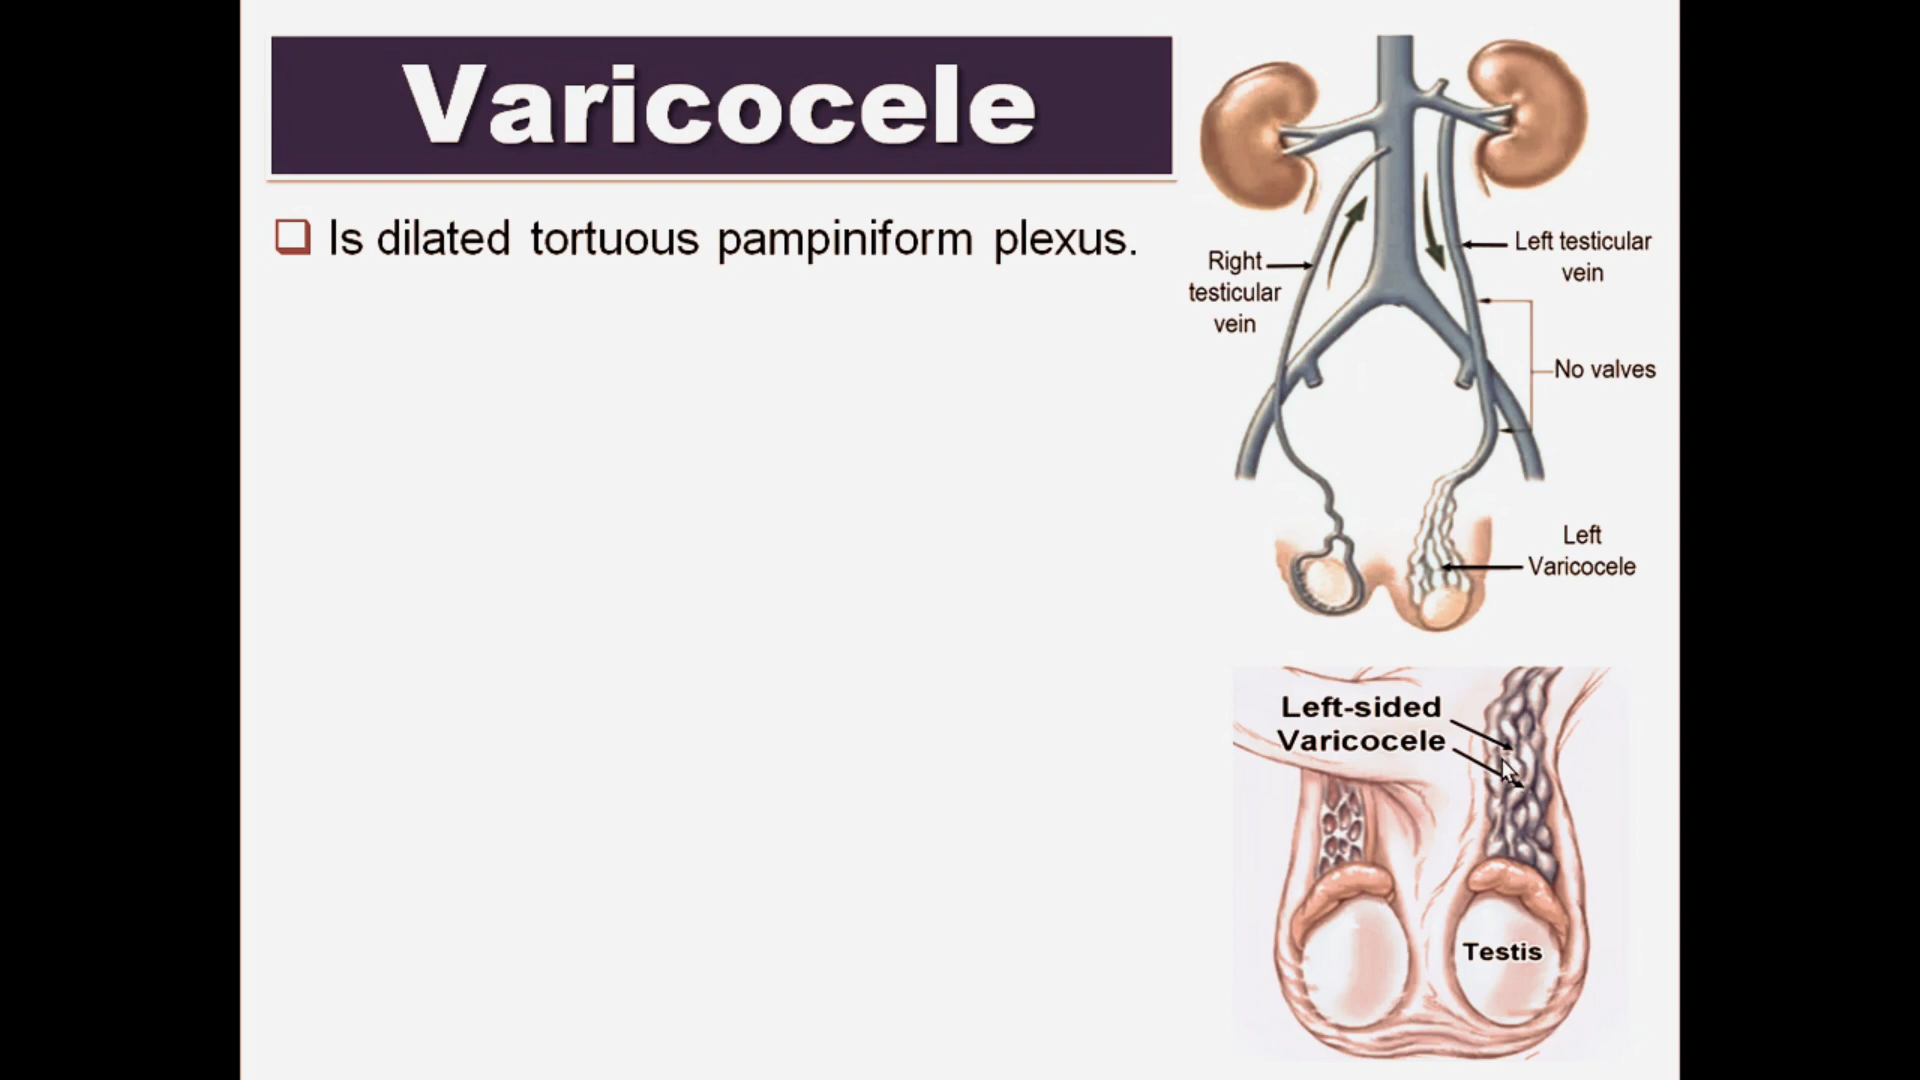 Varicocele
Is dilated tortuous pampiniform plexus.
Right
testicular
vein
Left testicular
vein
No valves
Left
Varicocele
Left-sided
Varicocele
Testis